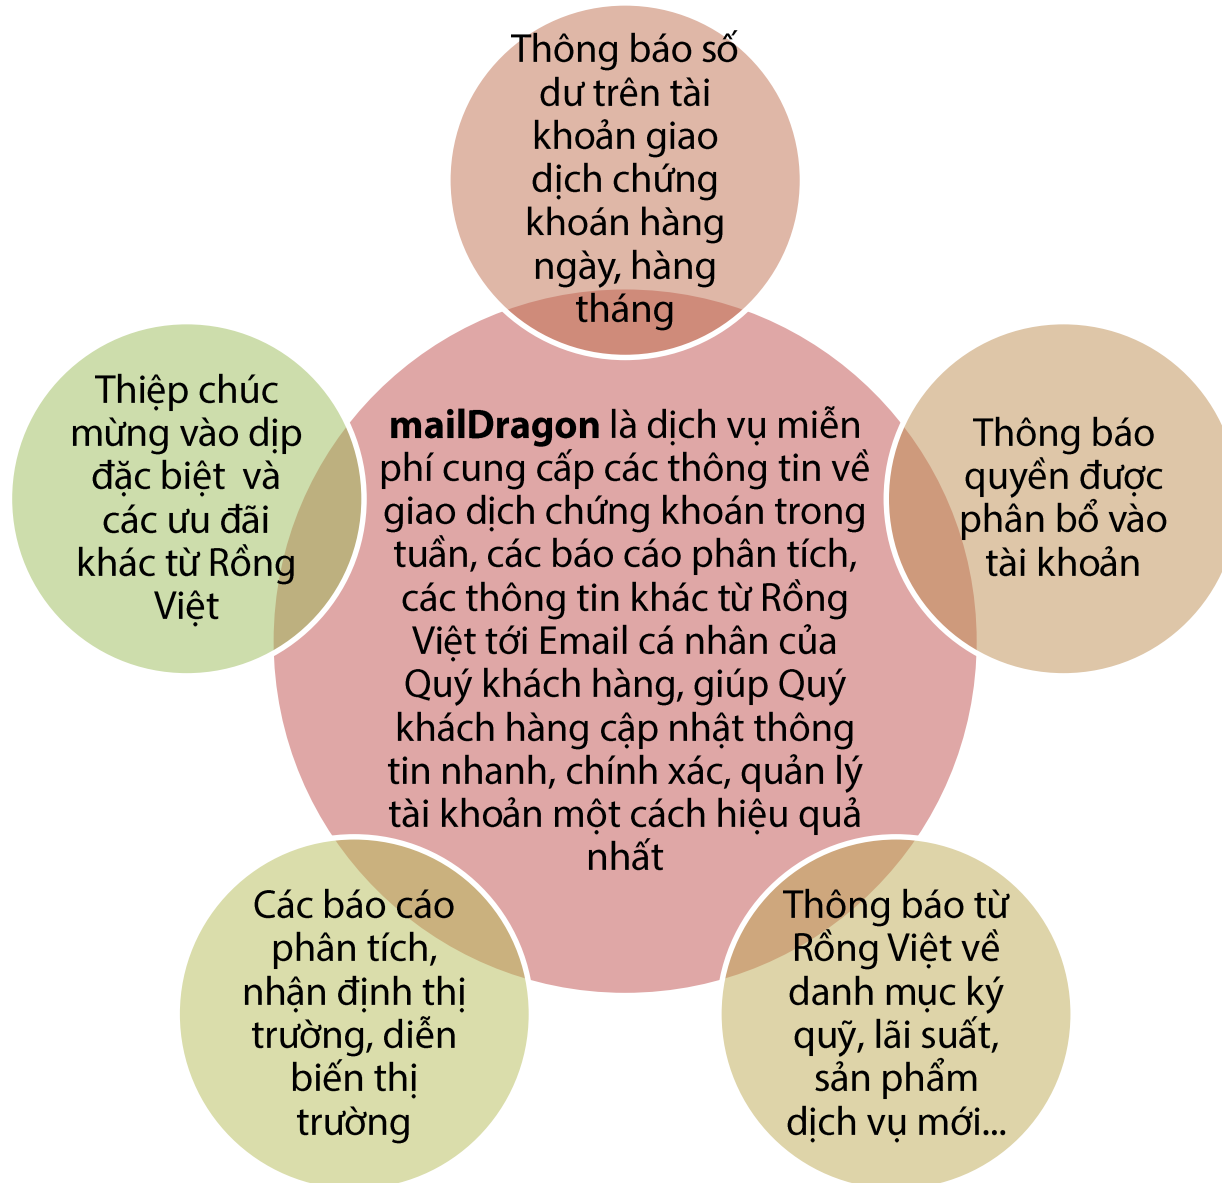 Thông báo số
dư trên tài
khoản giao
dịch chứng
khoán hàng
ngày, hàng
tháng
Thiệp chúc
mừng vào dịp
đặc biệt và
các ưu đãi
khác từ Rồng
Việt
mailDragon là dịch vụ miễn
phí cung cấp các thông tin về
giao dịch chứng khoán trong
tuần, các báo cáo phân tích,
các thông tin khác từ Rồng
Việt tới Email cá nhân của
Quý khách hàng, giúp Quý
khách hàng cập nhật thông
tin nhanh, chính xác, quản lý
tài khoản một cách hiệu quả
nhất
Thông báo
quyền được
phân bổ vào
tài khoản
Các báo cáo
phân tích,
nhận định thị
trường, diễn
biến thị
trường
Thông báo từ
Rồng Việt về
danh mục ký
quỹ, lãi suất,
sản phẩm
dịch vụ mới...